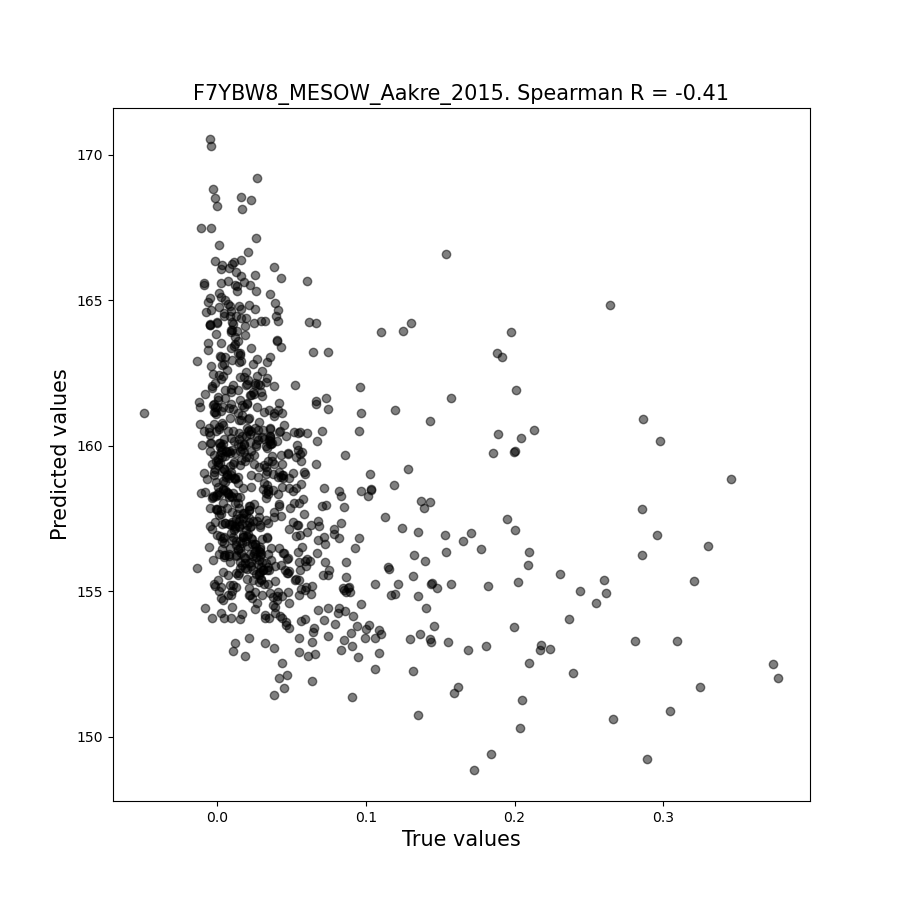 F7YBW8_MESOW_Aakre_2015. Spearman R = -0.41
170
165
160
155
150
Predicted values
0.0 0.1 0.2 0.3
True values